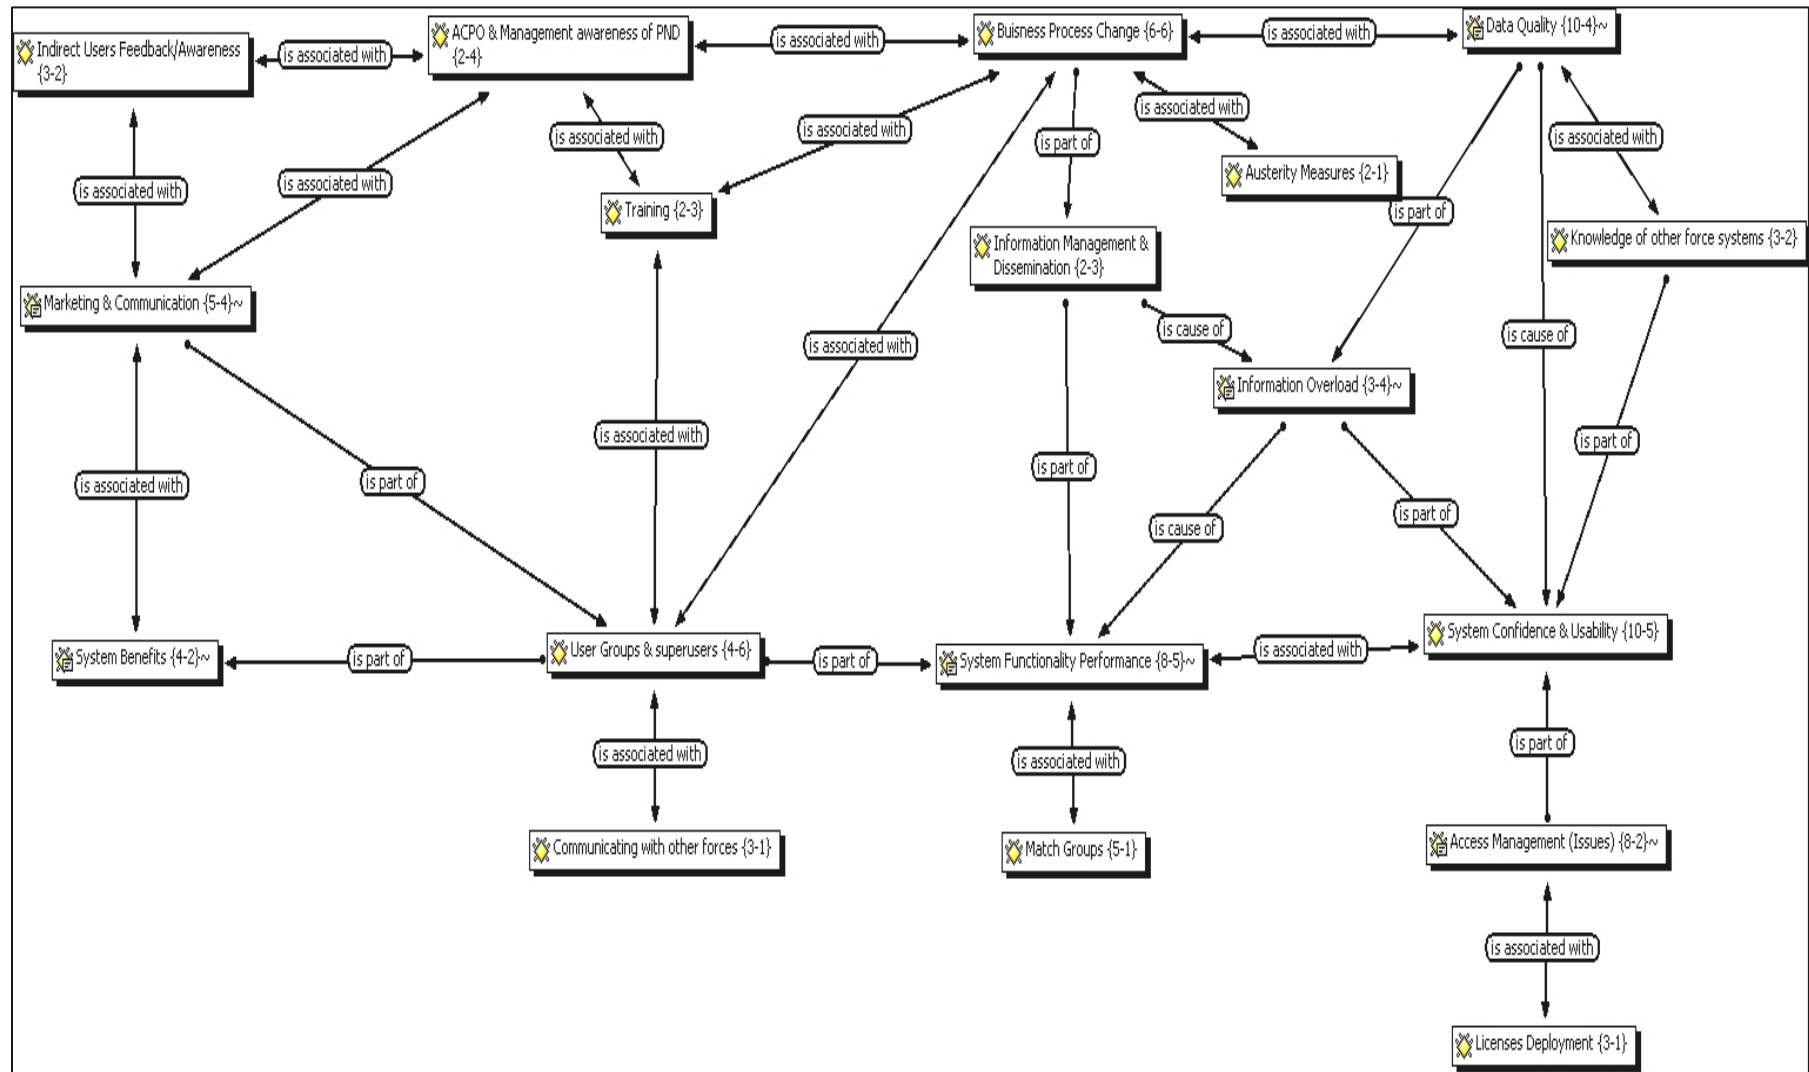 Indirect Users Feedback/Awareness
{3-2}
is associated with
ACPO & Management awareness of PND
{2-4}
is associated with
Buisness Process Change {6-6}
is associated with
Data Quality {10-4}~
is associated with
is associated with
is associated with
is associated with
is part of
is associated with
is associated with
Austerity Measures {2-1}
is part of
Training {2-3}
Information Management &
Dissemination {2-3}
Knowledge of other force systems {3-2}
Marketing & Communication {5-4}~
is associated with
is cause of
is cause of
Information Overload {3-4}~
is associated with
is part of
is associated with
is part of
is part of
is cause of
is part of
System Benefits {4-2}~
is part of
User Groups & superusers {4-6}
is part of
System Functionality Performance {8-5}~
is associated with
System Confidence & Usability {10-5}
is associated with
is associated with
is part of
Communicating with other forces {3-1}
Match Groups {5-1}
Access Management (Issues) {8-2}~
is associated with
Licenses Deployment {3-1}